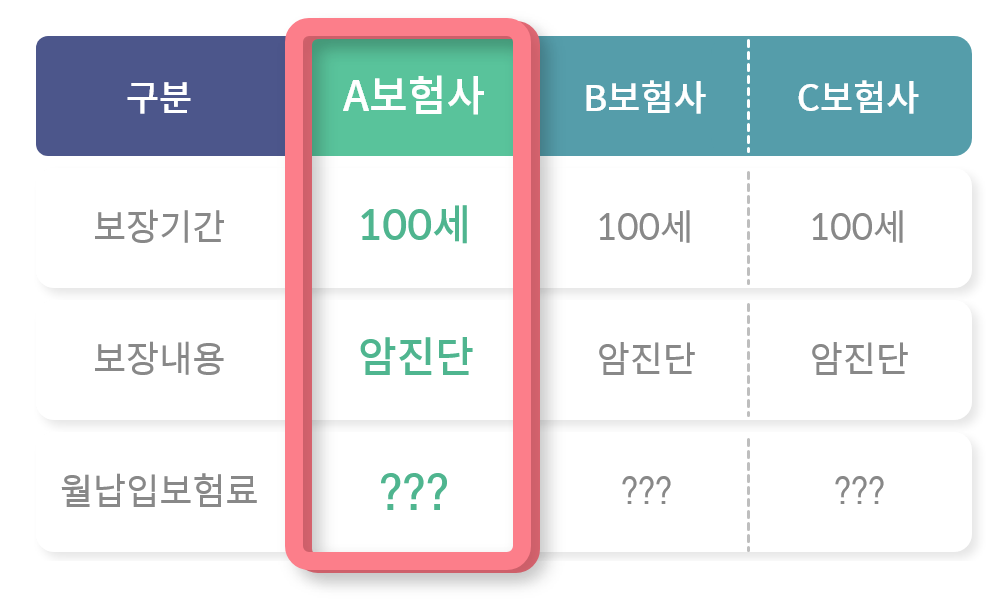 구분 A보험사 B보험사 C보험사
보장기간 100세 100세 100세
보장내용 암진단 암진단 암진단
월납입보험료 ??? ??? ???